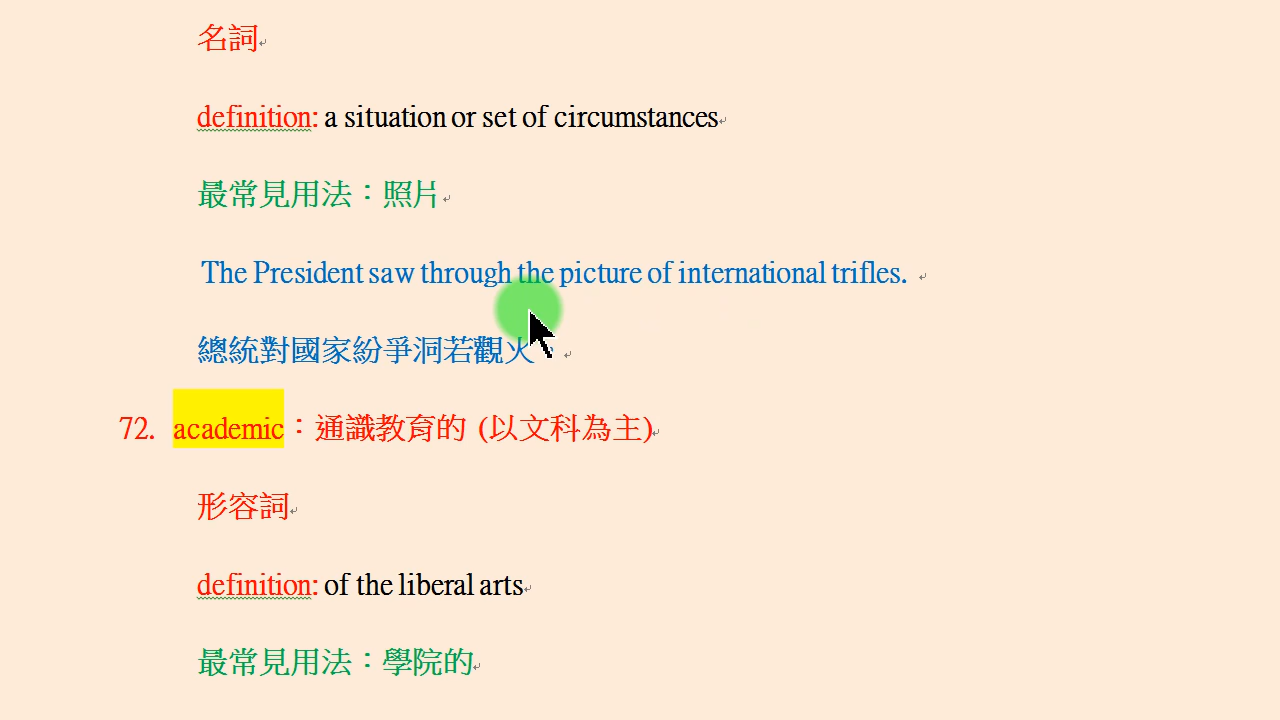 名詞
definition: a situation or set of circumstances
最常見用法：照片
The President saw through the picture of international trifles.
總統對國家紛爭洞若觀火。
72. academic：通識教育的 (以文科為主)
形容詞
definition: of the liberal arts
最常見用法：學院的